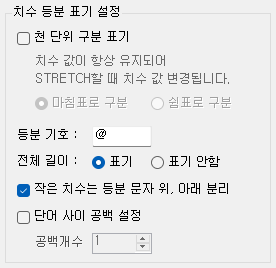 치수 등분 표기 설정
천 단위 구분 표기
치수 값이 항상 유지되어
STRETCH할 때 치수 값 변경됩니다.
마침표로 구분 쉼표로 구분
등분 기호 : @
전체 길이 : 표기 표기 안함
작은 치수는 등분 문자 위, 아래 분리
단어 사이 공백 설정
공백개수 1